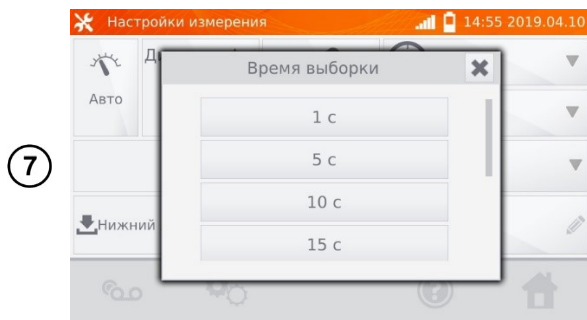 Настройки измерения 14:55 2019.04.10
Время выборки
Авто
1 с
5 с
7
10 с
Нижний
15 с